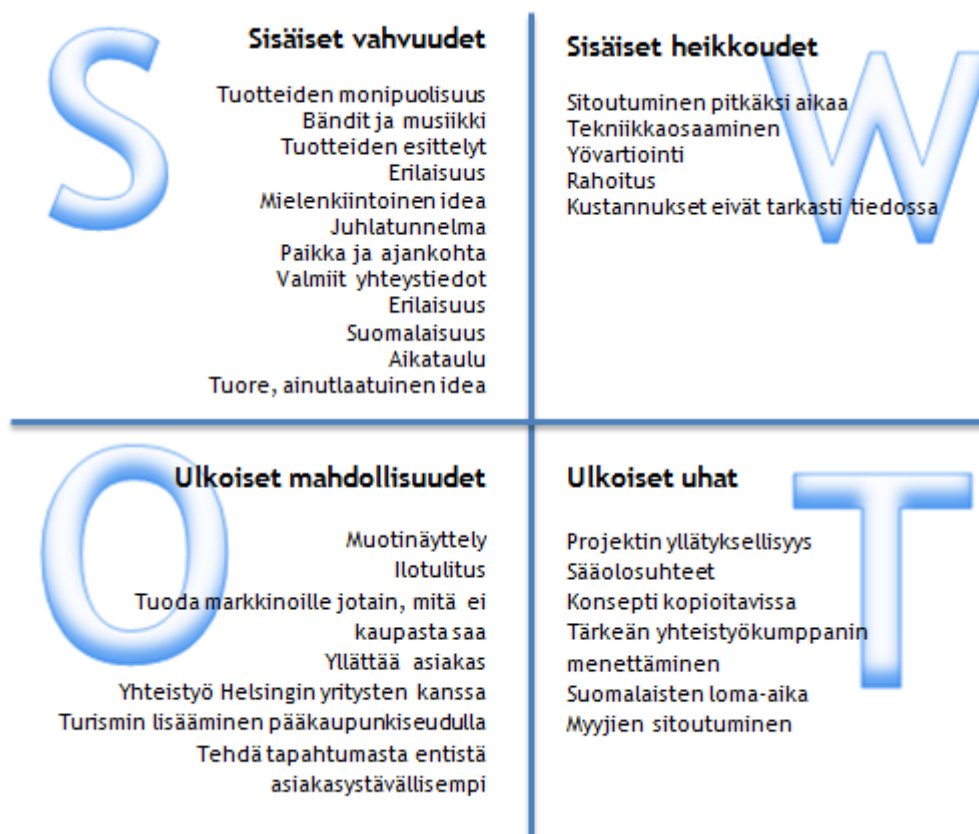 S
Sisäiset vahvuudet
Tuotteiden monipuolisuus
Bändit ja musiikki
Tuotteiden esittelyt
Erilaisuus
Mielenkiintoinen idea
Juhlatunnelma
Paikka ja ajankohta
Valmiit yhteystiedot
Erilaisuus
Suomalaisuus
Aikataulu
Tuore, ainutlaatuinen idea
W
Sisäiset heikkoudet
Sitoutuminen pitkäksi aikaa
Tekniikkaosaaminen
Yövartiointi
Rahoitus
Kustannukset eivät tarkasti tiedossa
O
Ulkoiset mahdollisuudet
Muotinäyttely
Ilotulitus
Tuoda markkinoille jotain, mitä ei
kaupasta saa
Yllättää asiakas
Yhteistyö Helsingin yritysten kanssa
Turismin lisääminen pääkaupunkiseudulla
Tehdä tapahtumasta entistä
asiakasystävällisempi
T
Ulkoiset uhat
Projektin yllätyksellisyys
Sääolosuhteet
Konsepti kopioitavissa
Tärkeän yhteistyökumppanin
menettäminen
Suomalaisten loma-aika
Myyjien sitoutuminen